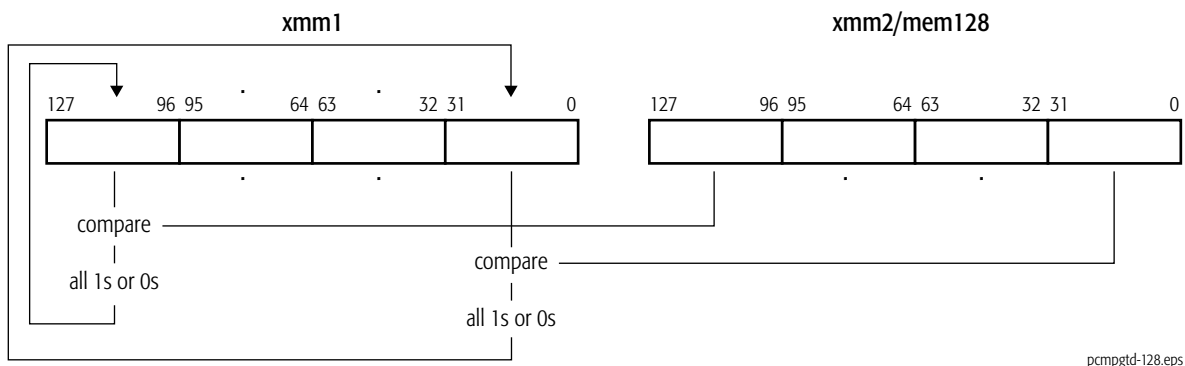 xmm1 xmm2/mem128
127 96 95 64 63 32 31 0 127 96 95 64 63 32 31 0
compare
compare
all 1s or 0s
all 1s or 0s
pcmpgtd-128.eps